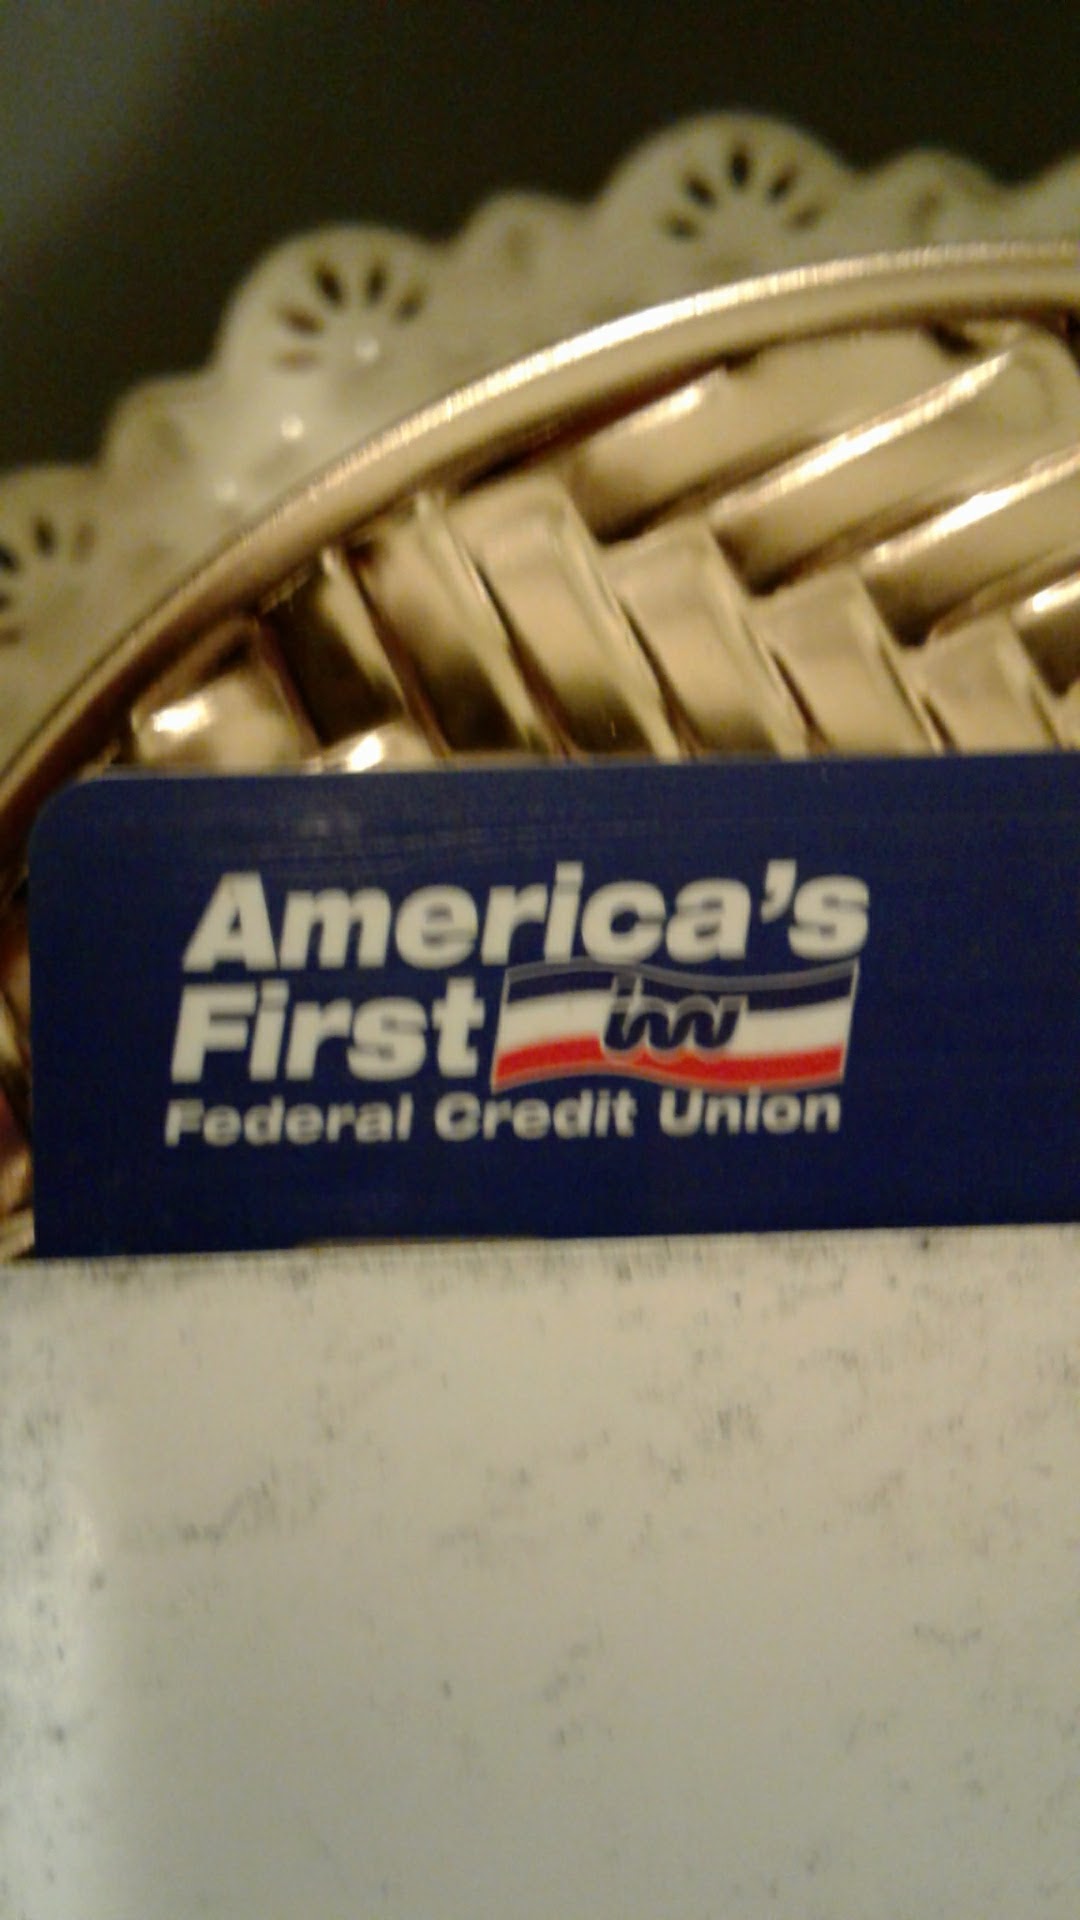 America's
First
Federal Credit Union